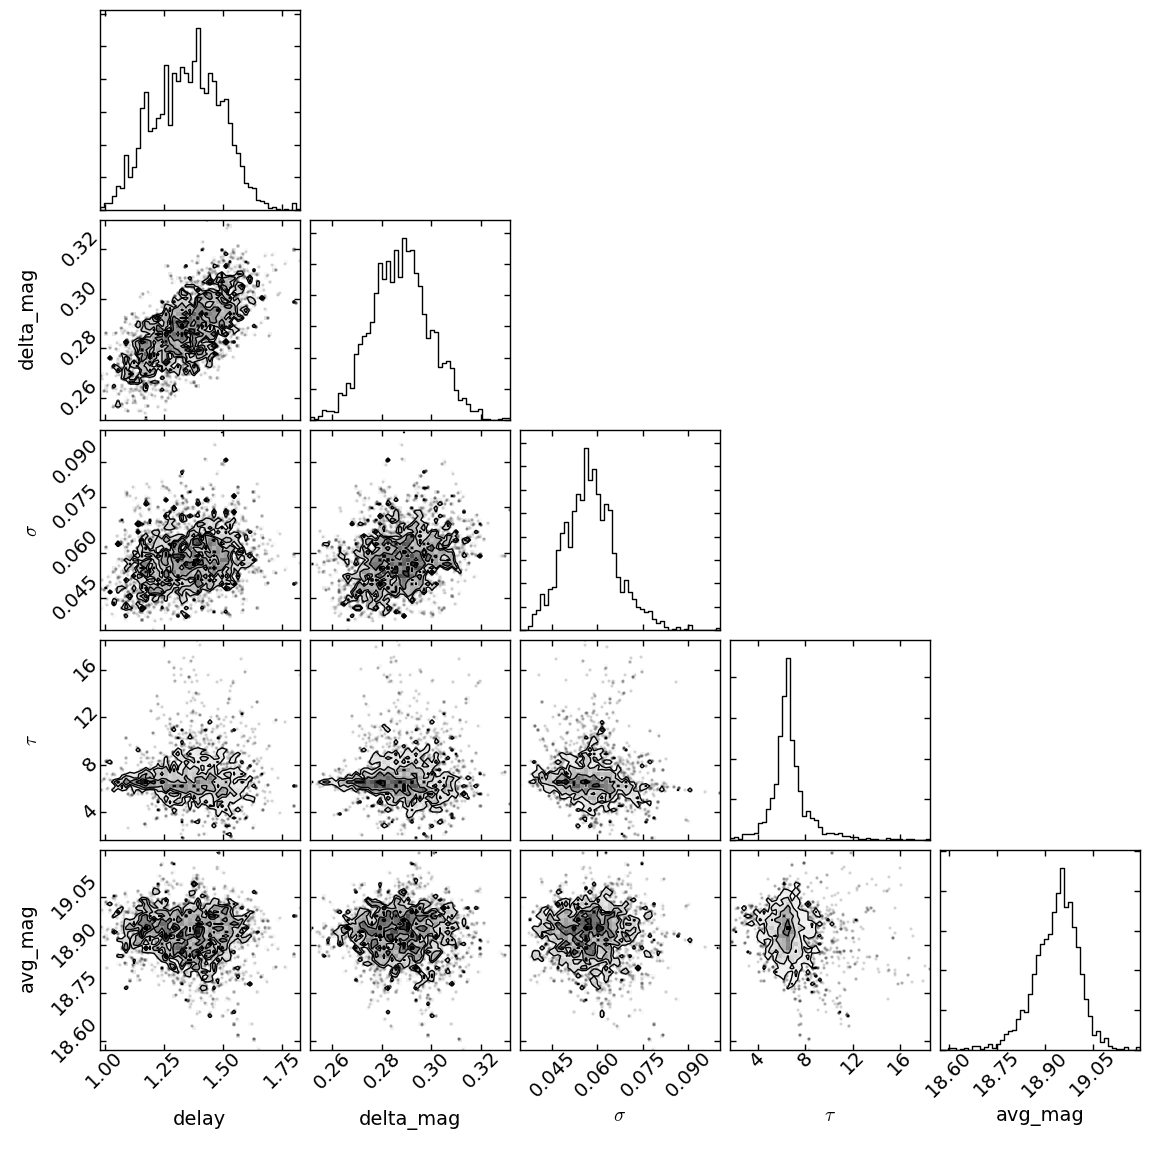 0.32
0.30
0.28
0.26
delta_mag
0.090
0.075
0.060
0.045
σ
16
12
8
4
τ
19.05
18.90
18.75
18.60
avg_mag
1.00 1.25 1.50 1.75
delay
0.26 0.28 0.30 0.32
delta_mag
0.045 0.060 0.075 0.090
σ
4 8 12 16
τ
18.60 18.75 18.90 19.05
avg_mag